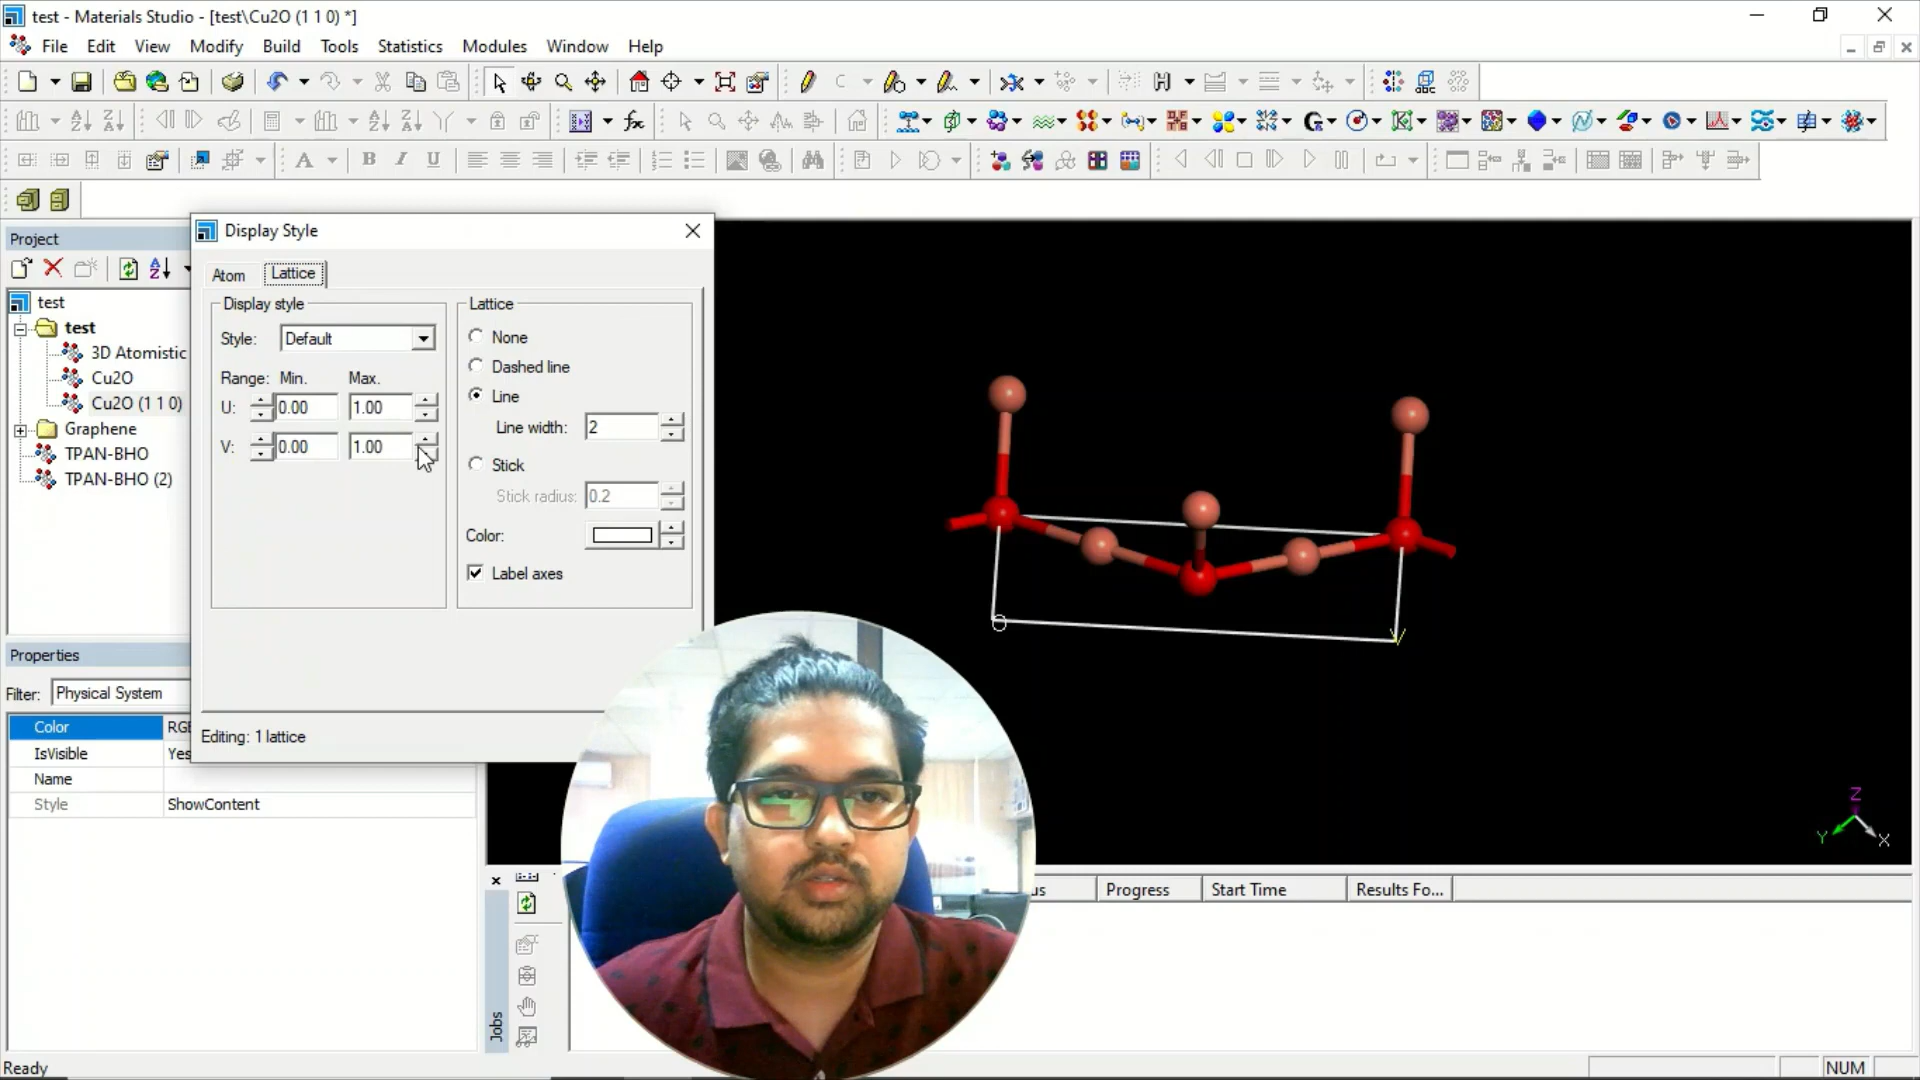 test - Materials Studio - [test\Cu2O (1 1 0) *]
File Edit View Modify Build Tools Statistics Modules Window Help
A B I U
Project
Display Style
Atom Lattice
test
test
3D Atomistic
Cu2O
Cu2O (1 1 0)
Graphene
TPAN-BHO
TPAN-BHO (2)
Display style
Style: Default
Range: Min. Max.
U: 0.00 1.00
V: 0.00 1.00
Lattice
None
Dashed line
Line
Line width: 2
Stick
Stick radius: 0.2
Color:
Label axes
O
V
Z
Y X
Editing: 1 lattice
Properties
Filter: Physical System
Color
IsVisible Yes
Name
Style ShowContent
Progress Start Time Results Fo...
Jobs
Ready
NUM